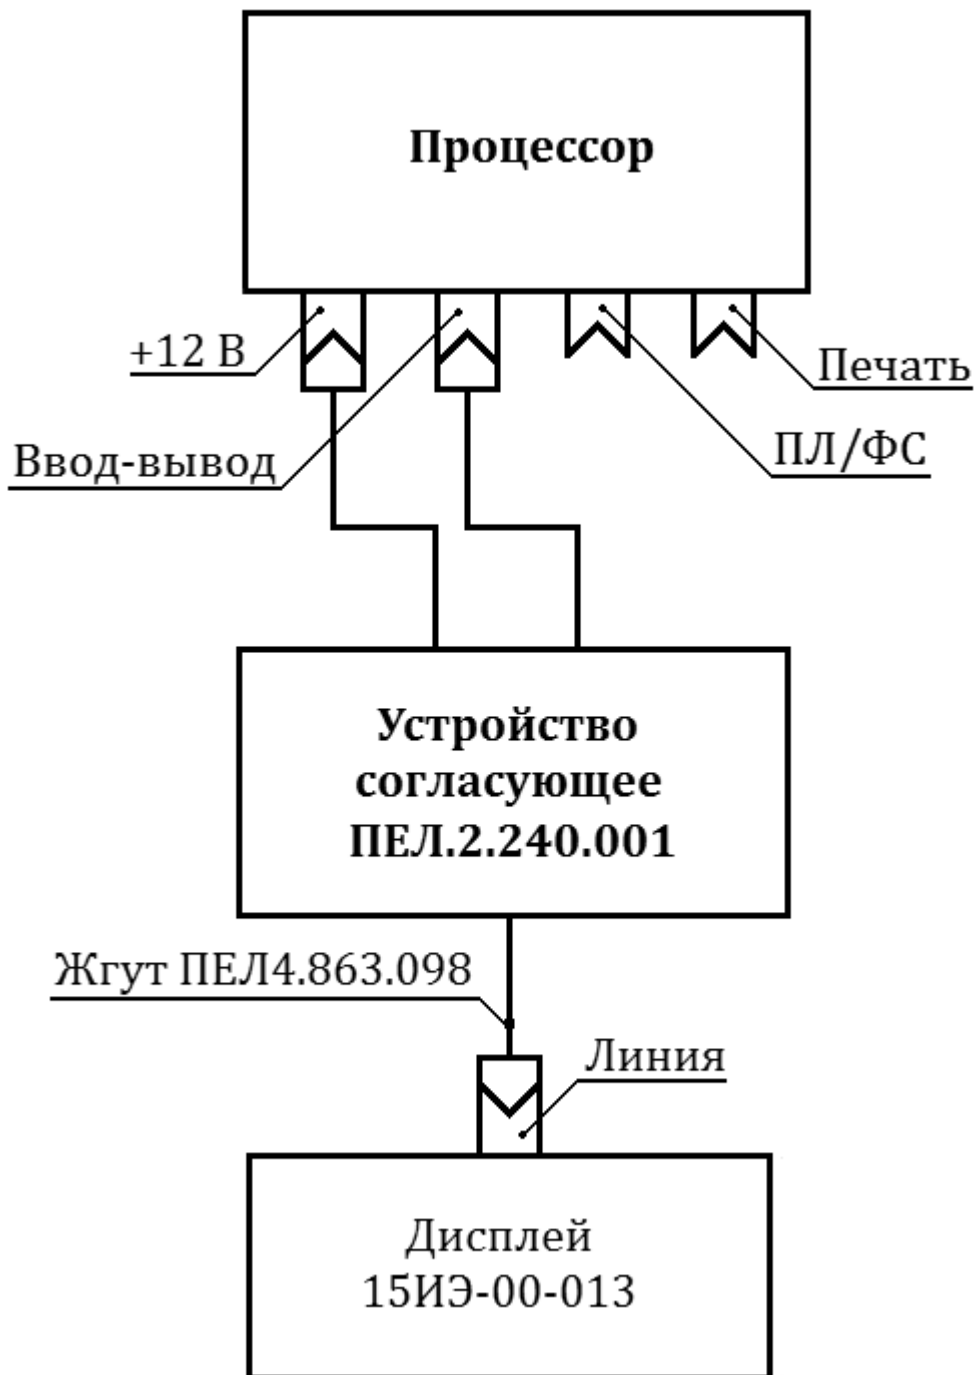 Процессор
+12 В
Печать
Ввод-вывод
ПЛ/ФС
Устройство
согласующее
ПЕЛ.2.240.001
Жгут ПЕЛ4.863.098
Линия
Дисплей
15ИЭ-00-013